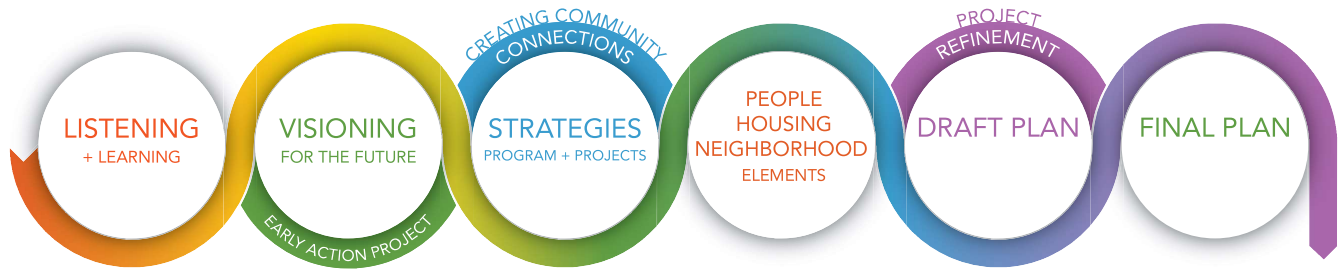 LISTENING
+ LEARNING
VISIONING
FOR THE FUTURE
EARLY ACTION PROJECT
CREATING COMMUNITY
CONNECTIONS
STRATEGIES
PROGRAM + PROJECTS
PEOPLE
HOUSING
NEIGHBORHOOD
ELEMENTS
PROJECT
REFINEMENT
DRAFT PLAN
FINAL PLAN